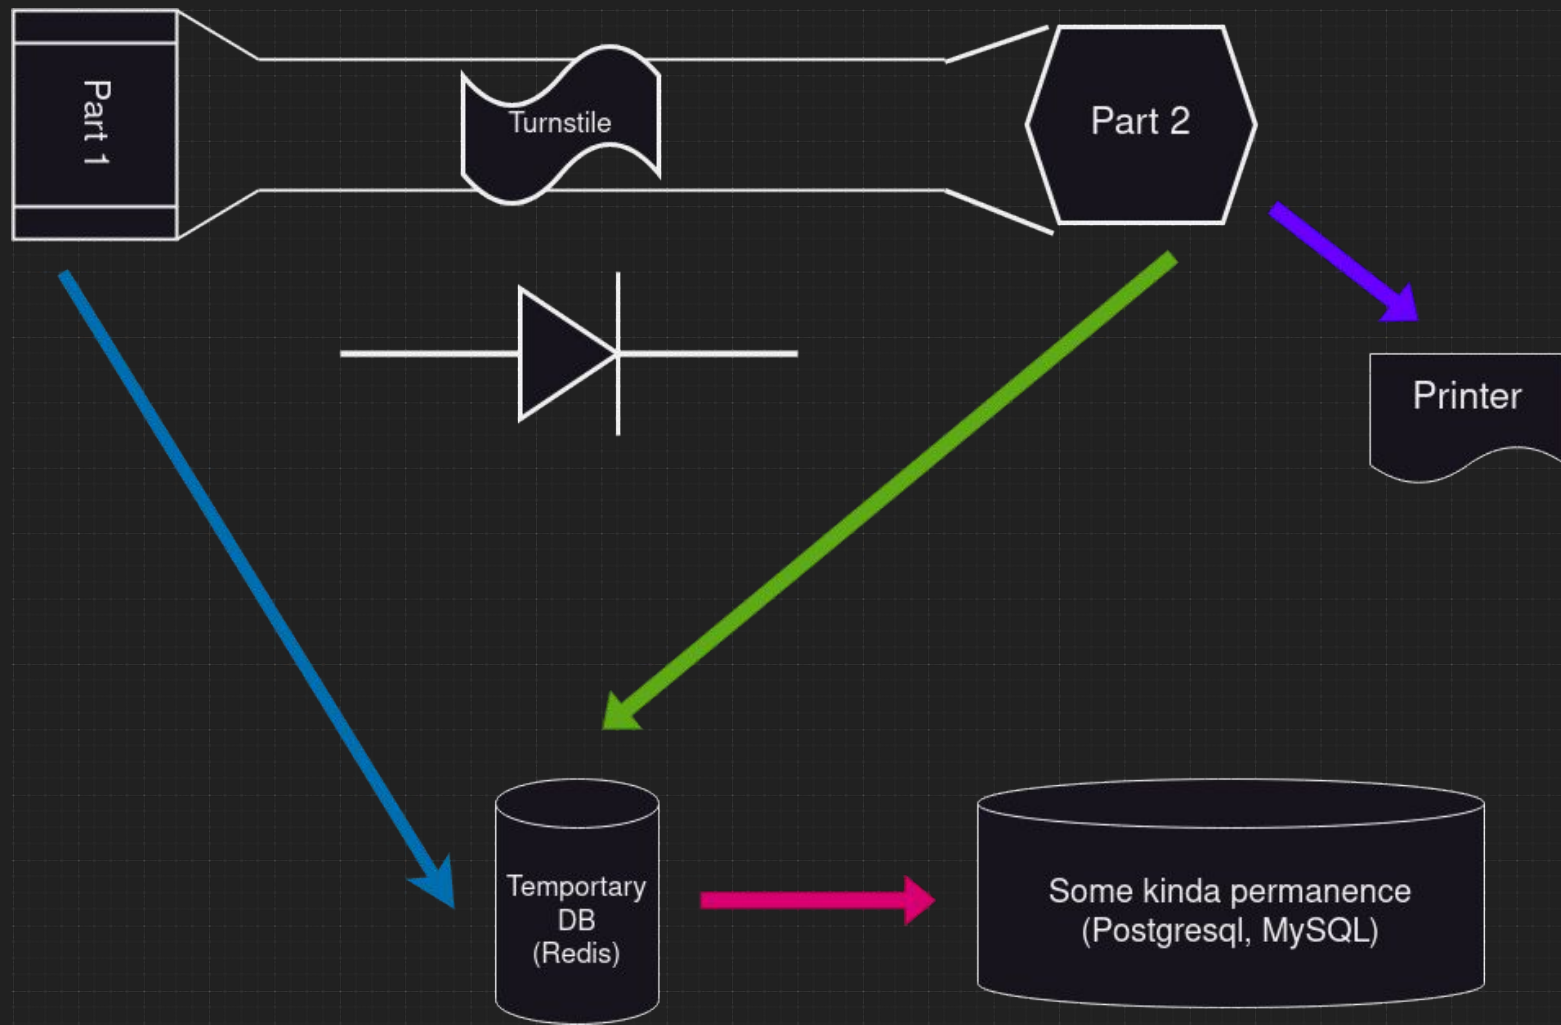 Part 1
Turnstile
Part 2
Printer
Temportary
DB
(Redis)
Some kinda permanence
(Postgresql, MySQL)